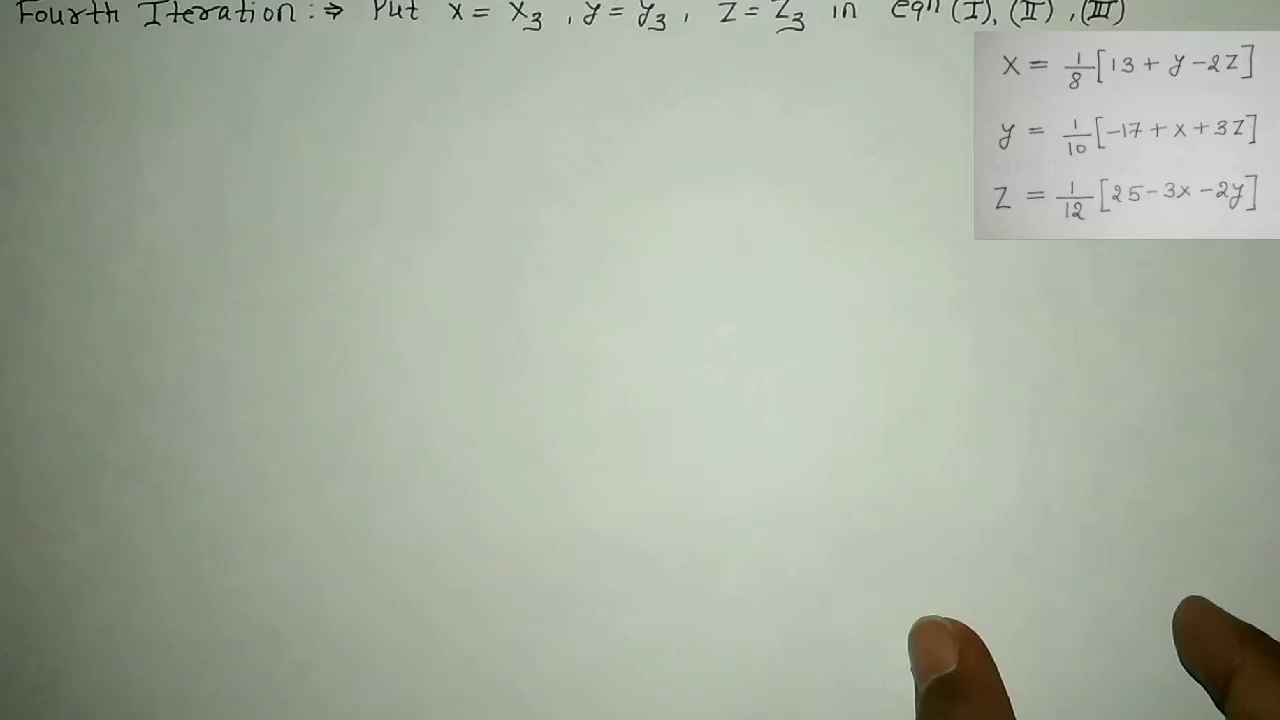 Fourth Iteration :⇒ Put x = x₃ , y = y₃ , z = z₃ in eqn (I), (II) , (III)
x = 1/8 [13 + y - 2z]
y = 1/10 [-17 + x + 3z]
z = 1/12 [25 - 3x - 2y]